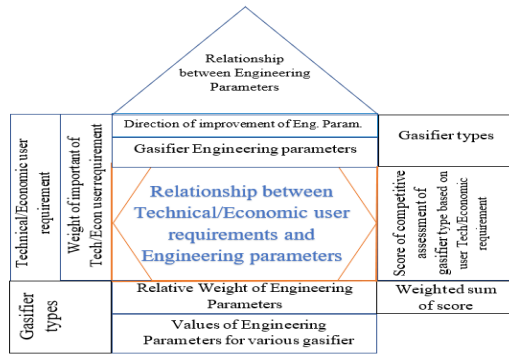 Relationship
between Engineering
Parameters
Direction of improvement of Eng. Param.
Gasifier Engineering parameters
Gasifier types
Technical/Economic user
requirement
Weight of important of
Tech/Econ user requirement
Relationship between
Technical/Economic user
requirements and
Engineering parameters
Score of competitive
assessment of
gasifier type based on
user Tech/Economic
requirement
Gasifier
types
Relative Weight of Engineering
Parameters
Weighted sum
of score
Values of Engineering
Parameters for various gasifier